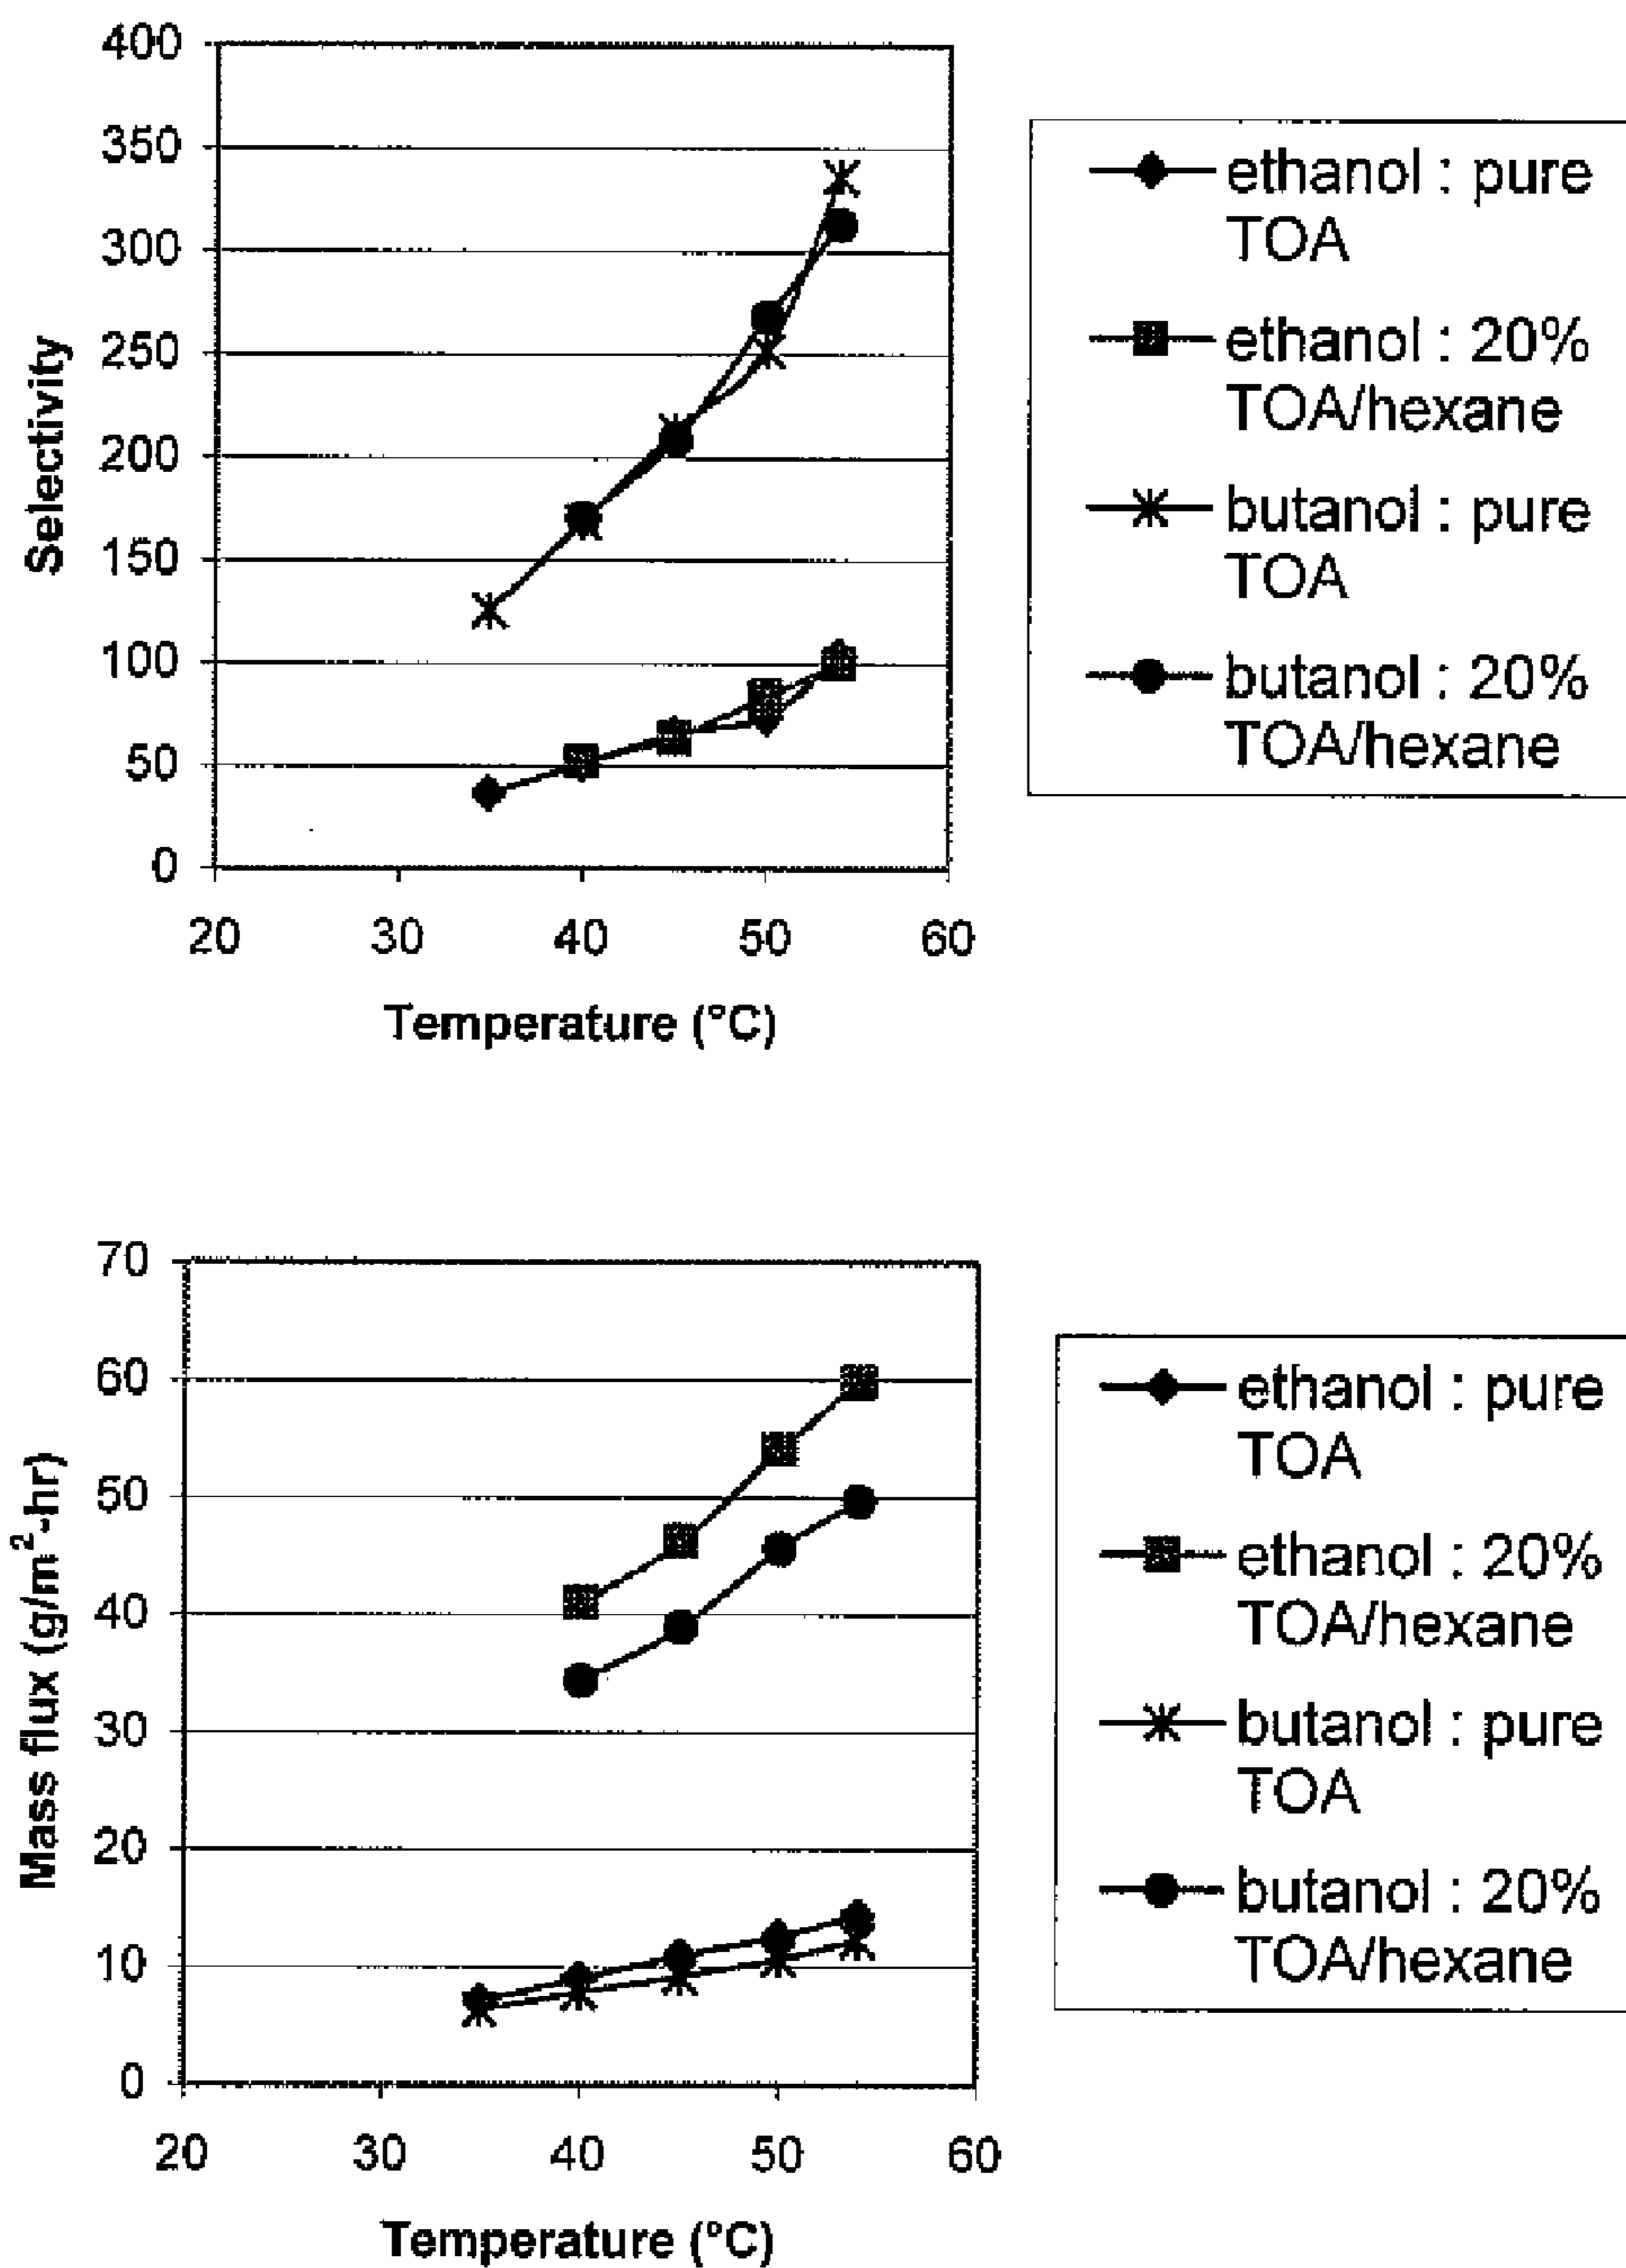 400
350
300
250
200
150
100
50
0
Selectivity
20 30 40 50 60
Temperature (°C)
ethanol : pure
TOA
ethanol : 20%
TOA/hexane
butanol : pure
TOA
butanol : 20%
TOA/hexane
70
60
50
40
30
20
10
0
Mass flux (g/m²-hr)
20 30 40 50 60
Temperature (°C)
ethanol : pure
TOA
ethanol : 20%
TOA/hexane
butanol : pure
TOA
butanol : 20%
TOA/hexane